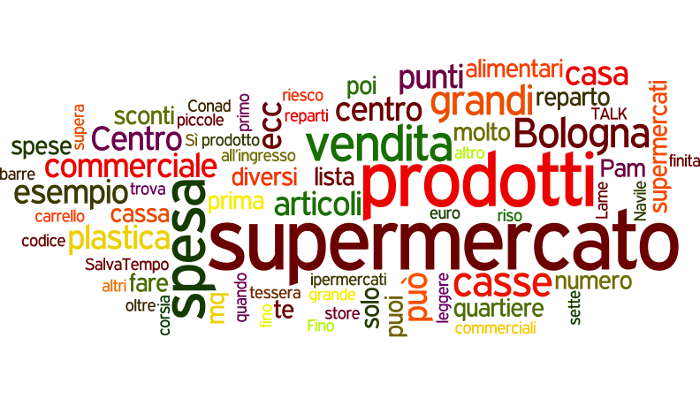 poi
punti
alimentari
casa
riesco
primo
Conad
sconti
piccole
supera
ecc
reparti
centro
grandi
reparto
TALK
supermercati
spese
Centro
Sì prodotto
vendita
molto
Bologna
barre
commerciale
all'ingresso
altro
finita
esempio
trova
diversi
lista
prodotti
Pam
carrello
cassa
spesa
prima
articoli
euro
riso
Lame
Navile
codice
plastica
supermercato
SalvaTempo
altri
fare
oltre
corsia
mq
quando
fino
tessera
te
ipermercati
grande
Fino
store
solo
puoi
può
leggere
casse
numero
quartiere
commerciali
sette